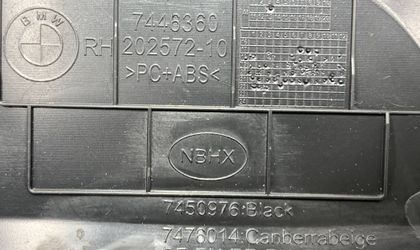 BMW
7446360
RH 202572-10
>PC+ABS<
NBHX
7450976:Black
7476014:Canberrabeige